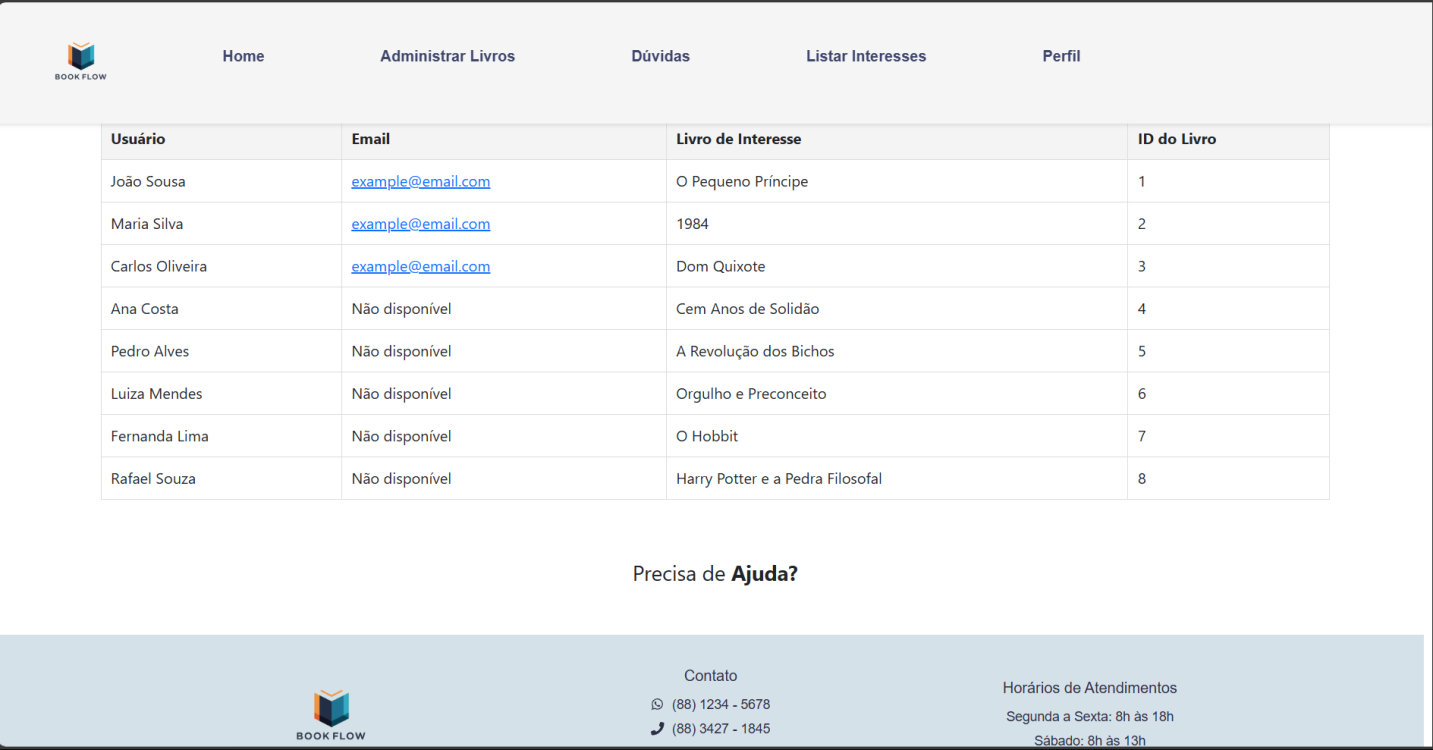 BOOK FLOW
Home Administrar Livros Dúvidas Listar Interesses Perfil
Usuário Email Livro de Interesse ID do Livro
João Sousa example@email.com O Pequeno Príncipe 1
Maria Silva example@email.com 1984 2
Carlos Oliveira example@email.com Dom Quixote 3
Ana Costa Não disponível Cem Anos de Solidão 4
Pedro Alves Não disponível A Revolução dos Bichos 5
Luiza Mendes Não disponível Orgulho e Preconceito 6
Fernanda Lima Não disponível O Hobbit 7
Rafael Souza Não disponível Harry Potter e a Pedra Filosofal 8
Precisa de Ajuda?
BOOK FLOW
Contato
(88) 1234 - 5678
(88) 3427 - 1845
Horários de Atendimentos
Segunda a Sexta: 8h às 18h
Sábado: 8h às 13h